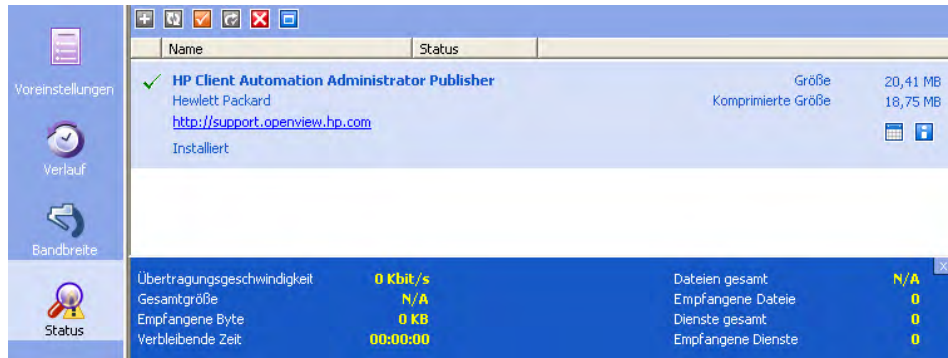 Name Status
HP Client Automation Administrator Publisher
Größe 20,41 MB
Voreinstellungen
Hewlett Packard
Komprimierte Größe 18,75 MB
http://support.openview.hp.com
Installiert
Verlauf
Bandbreite
Status
Übertragungsgeschwindigkeit 0 Kbit/s
Dateien gesamt N/A
Gesamtgröße N/A
Empfangene Dateie 0
Empfangene Byte 0 KB
Dienste gesamt 0
Verbleibende Zeit 00:00:00
Empfangene Dienste 0
X